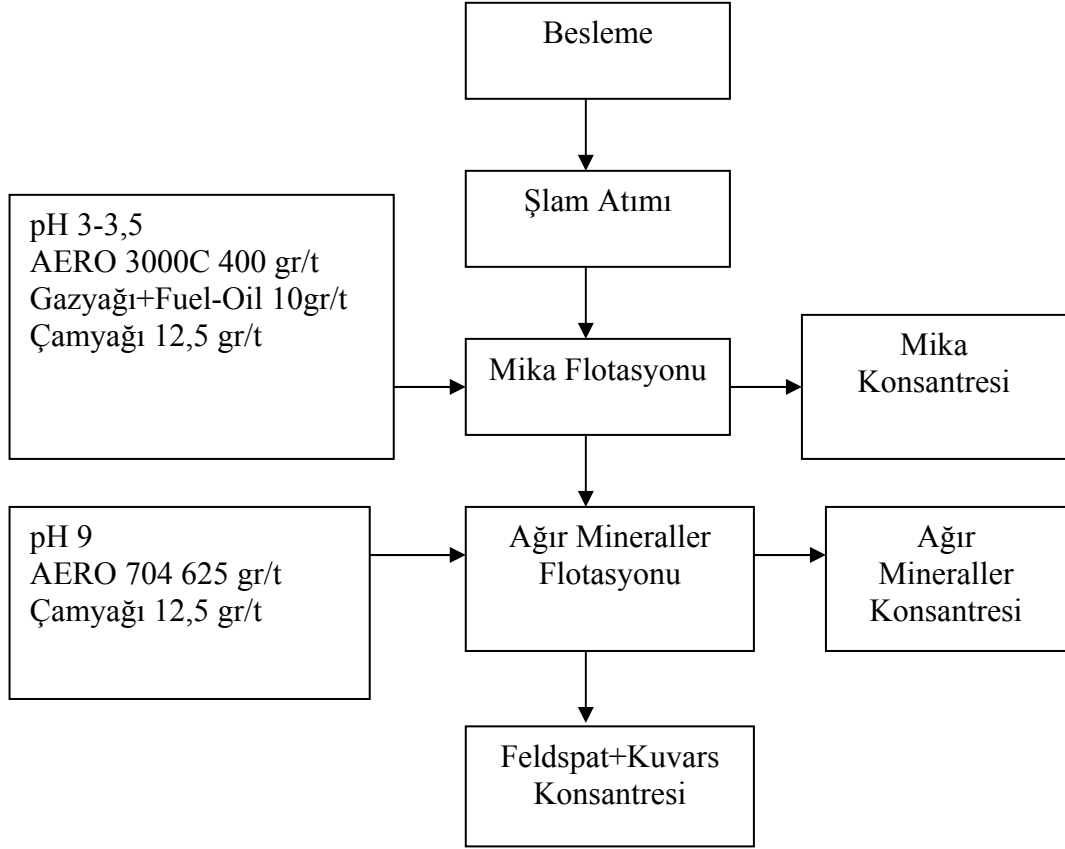 Besleme
Şlam Atımı
pH 3-3,5
AERO 3000C 400 gr/t
Gazyağı+Fuel-Oil 10gr/t
Çamyağı 12,5 gr/t
Mika Flotasyonu
Mika
Konsantresi
pH 9
AERO 704 625 gr/t
Çamyağı 12,5 gr/t
Ağır Mineraller
Flotasyonu
Ağır
Mineraller
Konsantresi
Feldspat+Kuvars
Konsantresi